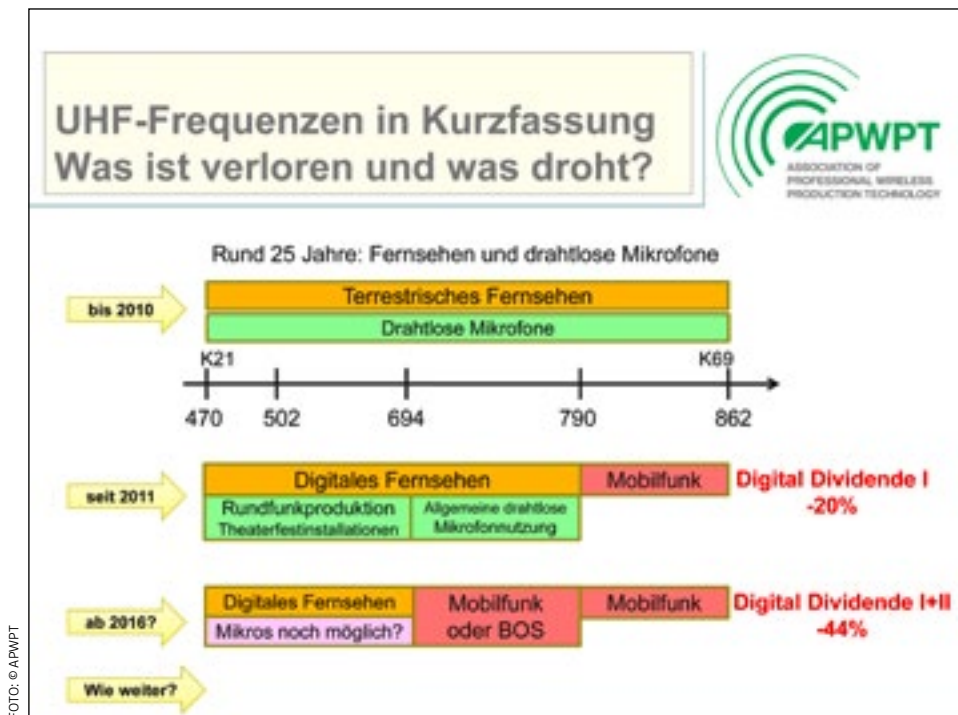 UHF-Frequenzen in Kurzfassung
Was ist verloren und was droht?
APWPT
ASSOCIATION OF
PROFESSIONAL WIRELESS
PRODUCTION TECHNOLOGY
Rund 25 Jahre: Fernsehen und drahtlose Mikrofone
bis 2010
Terrestrisches Fernsehen
Drahtlose Mikrofone
K21 K69
470 502 694 790 862
seit 2011
Digitales Fernsehen
Rundfunkproduktion
Theaterfestinstallationen
Allgemeine drahtlose
Mikrofonnutzung
Mobilfunk
Digital Dividende I
-20%
ab 2016?
Digitales Fernsehen
Mikros noch möglich?
Mobilfunk
oder BOS
Mobilfunk
Digital Dividende I+II
-44%
Wie weiter?
FOTO: © APWPT